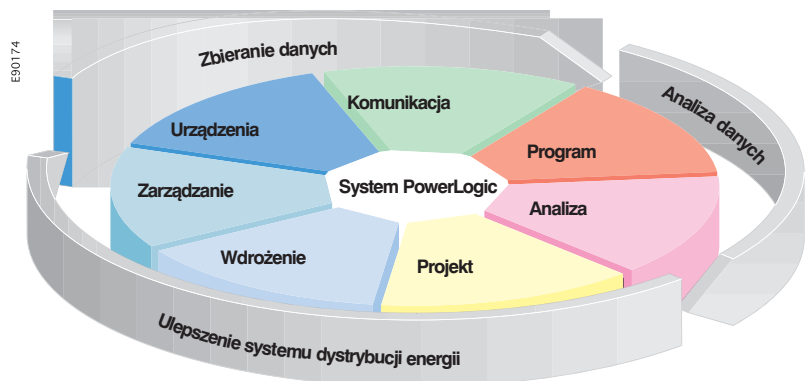 E90174
Zbieranie danych
Analiza danych
Komunikacja
Urządzenia
Program
System PowerLogic
Zarządzanie
Analiza
Wdrożenie
Projekt
Ulepszenie systemu dystrybucji energii